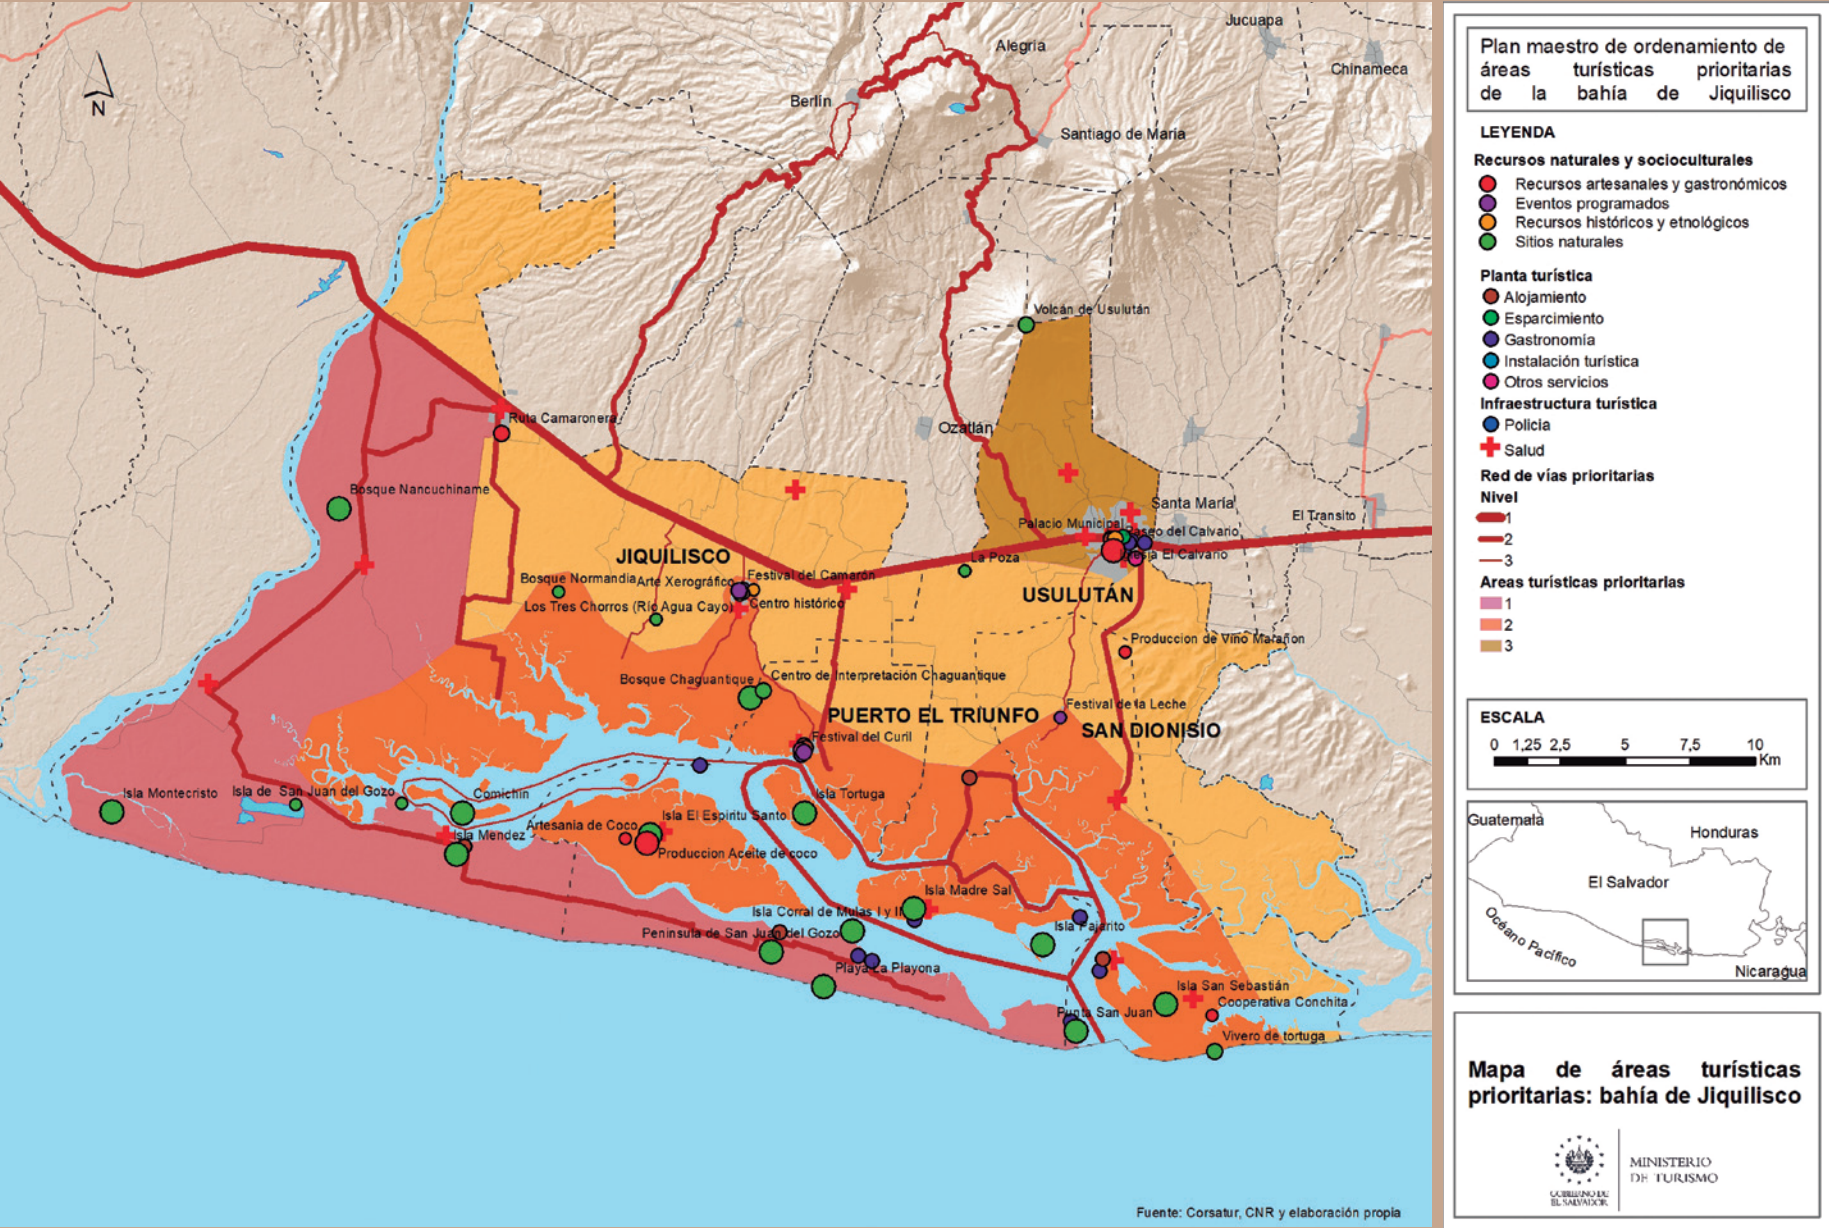 Jucuapa
Alegria
Chinameca
Berlín
N
Santiago de María
Volcán de Usulután
Ruta Camaronera
Ozatlán
Bosque Nancuchiname
Santa María
El Transito
Palacio Municipal
Paseo del Calvario
JIQUILISCO
La Poza
Iglesia El Calvario
Bosque Normandia
Arte Xerográfico
Festival del Camarón
USULUTÁN
Los Tres Chorros (Río Agua Cayo)
Centro histórico
Produccion de Vino Marañon
Bosque Chaguantique
Centro de Interpretación Chaguantique
Festival de la Leche
PUERTO EL TRIUNFO
SAN DIONISIO
Festival del Curil
Isla Montecristo
Isla de San Juan del Gozo
Comichin
Isla Tortuga
Isla El Espiritu Santo
Artesania de Coco
Isla Mendez
Produccion Aceite de coco
Isla Madre Sal
Isla Corral de Mulas I y II
Isla Pajarito
Peninsula de San Juan del Gozo
Playa La Playona
Isla San Sebastián
Cooperativa Conchita
Punta San Juan
Vivero de tortuga
Fuente: Corsatur, CNR y elaboración propia
Plan maestro de ordenamiento de
áreas turísticas prioritarias
de la bahía de Jiquilisco
LEYENDA
Recursos naturales y socioculturales
Recursos artesanales y gastronómicos
Eventos programados
Recursos históricos y etnológicos
Sitios naturales
Planta turística
Alojamiento
Esparcimiento
Gastronomía
Instalación turística
Otros servicios
Infraestructura turística
Policia
Salud
Red de vías prioritarias
Nivel
1
2
3
Areas turísticas prioritarias
1
2
3
ESCALA
0 1,25 2,5 5 7,5 10
Km
Guatemala
Honduras
El Salvador
Océano Pacífico
Nicaragua
Mapa de áreas turísticas
prioritarias: bahía de Jiquilisco
GOBIERNO DE
EL SALVADOR
MINISTERIO
DE TURISMO